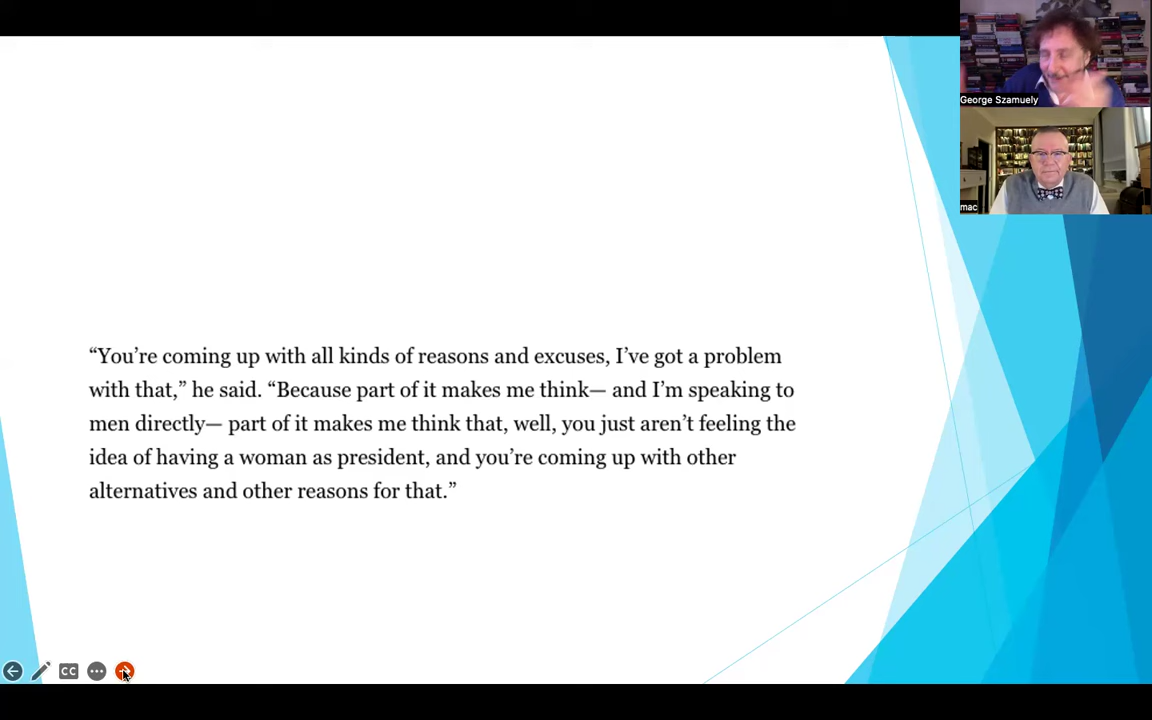 George Szamuely
mac
“You’re coming up with all kinds of reasons and excuses, I’ve got a problem
with that,” he said. “Because part of it makes me think— and I’m speaking to
men directly— part of it makes me think that, well, you just aren’t feeling the
idea of having a woman as president, and you’re coming up with other
alternatives and other reasons for that.”
CC